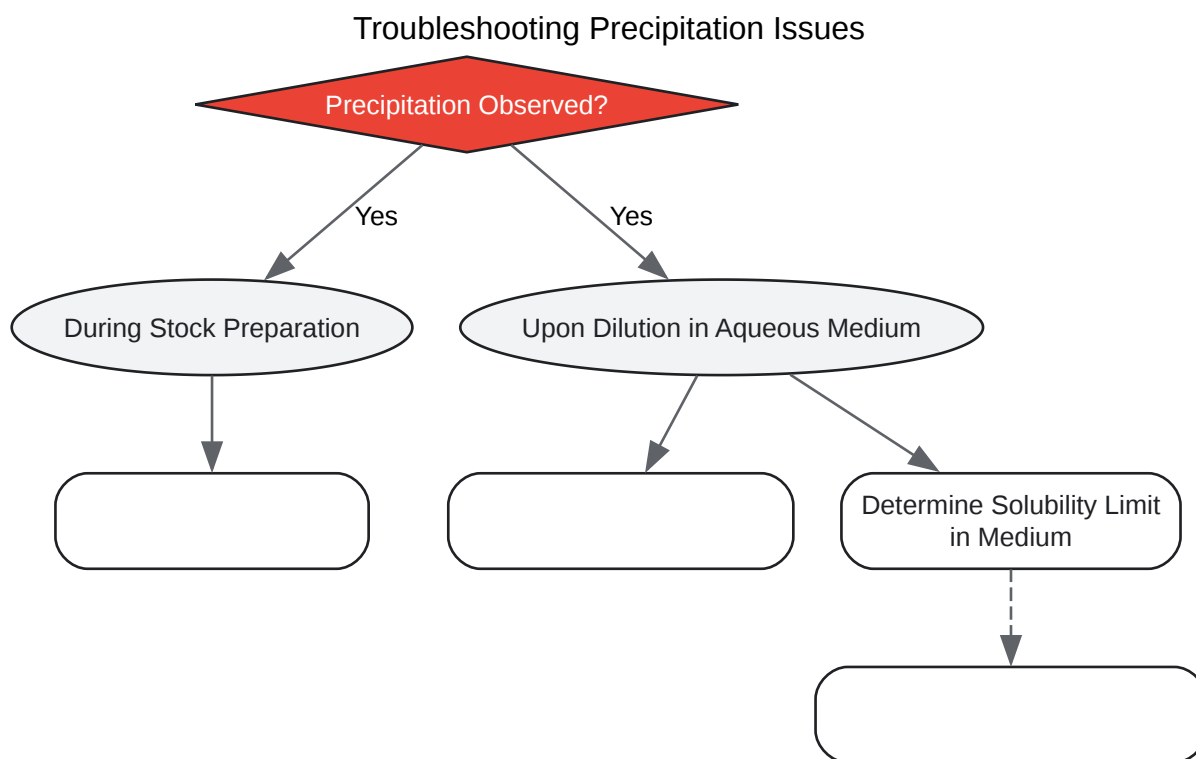 Troubleshooting Precipitation Issues
Precipitation Observed?
Yes
Yes
During Stock Preparation
Upon Dilution in Aqueous Medium
Determine Solubility Limit
in Medium